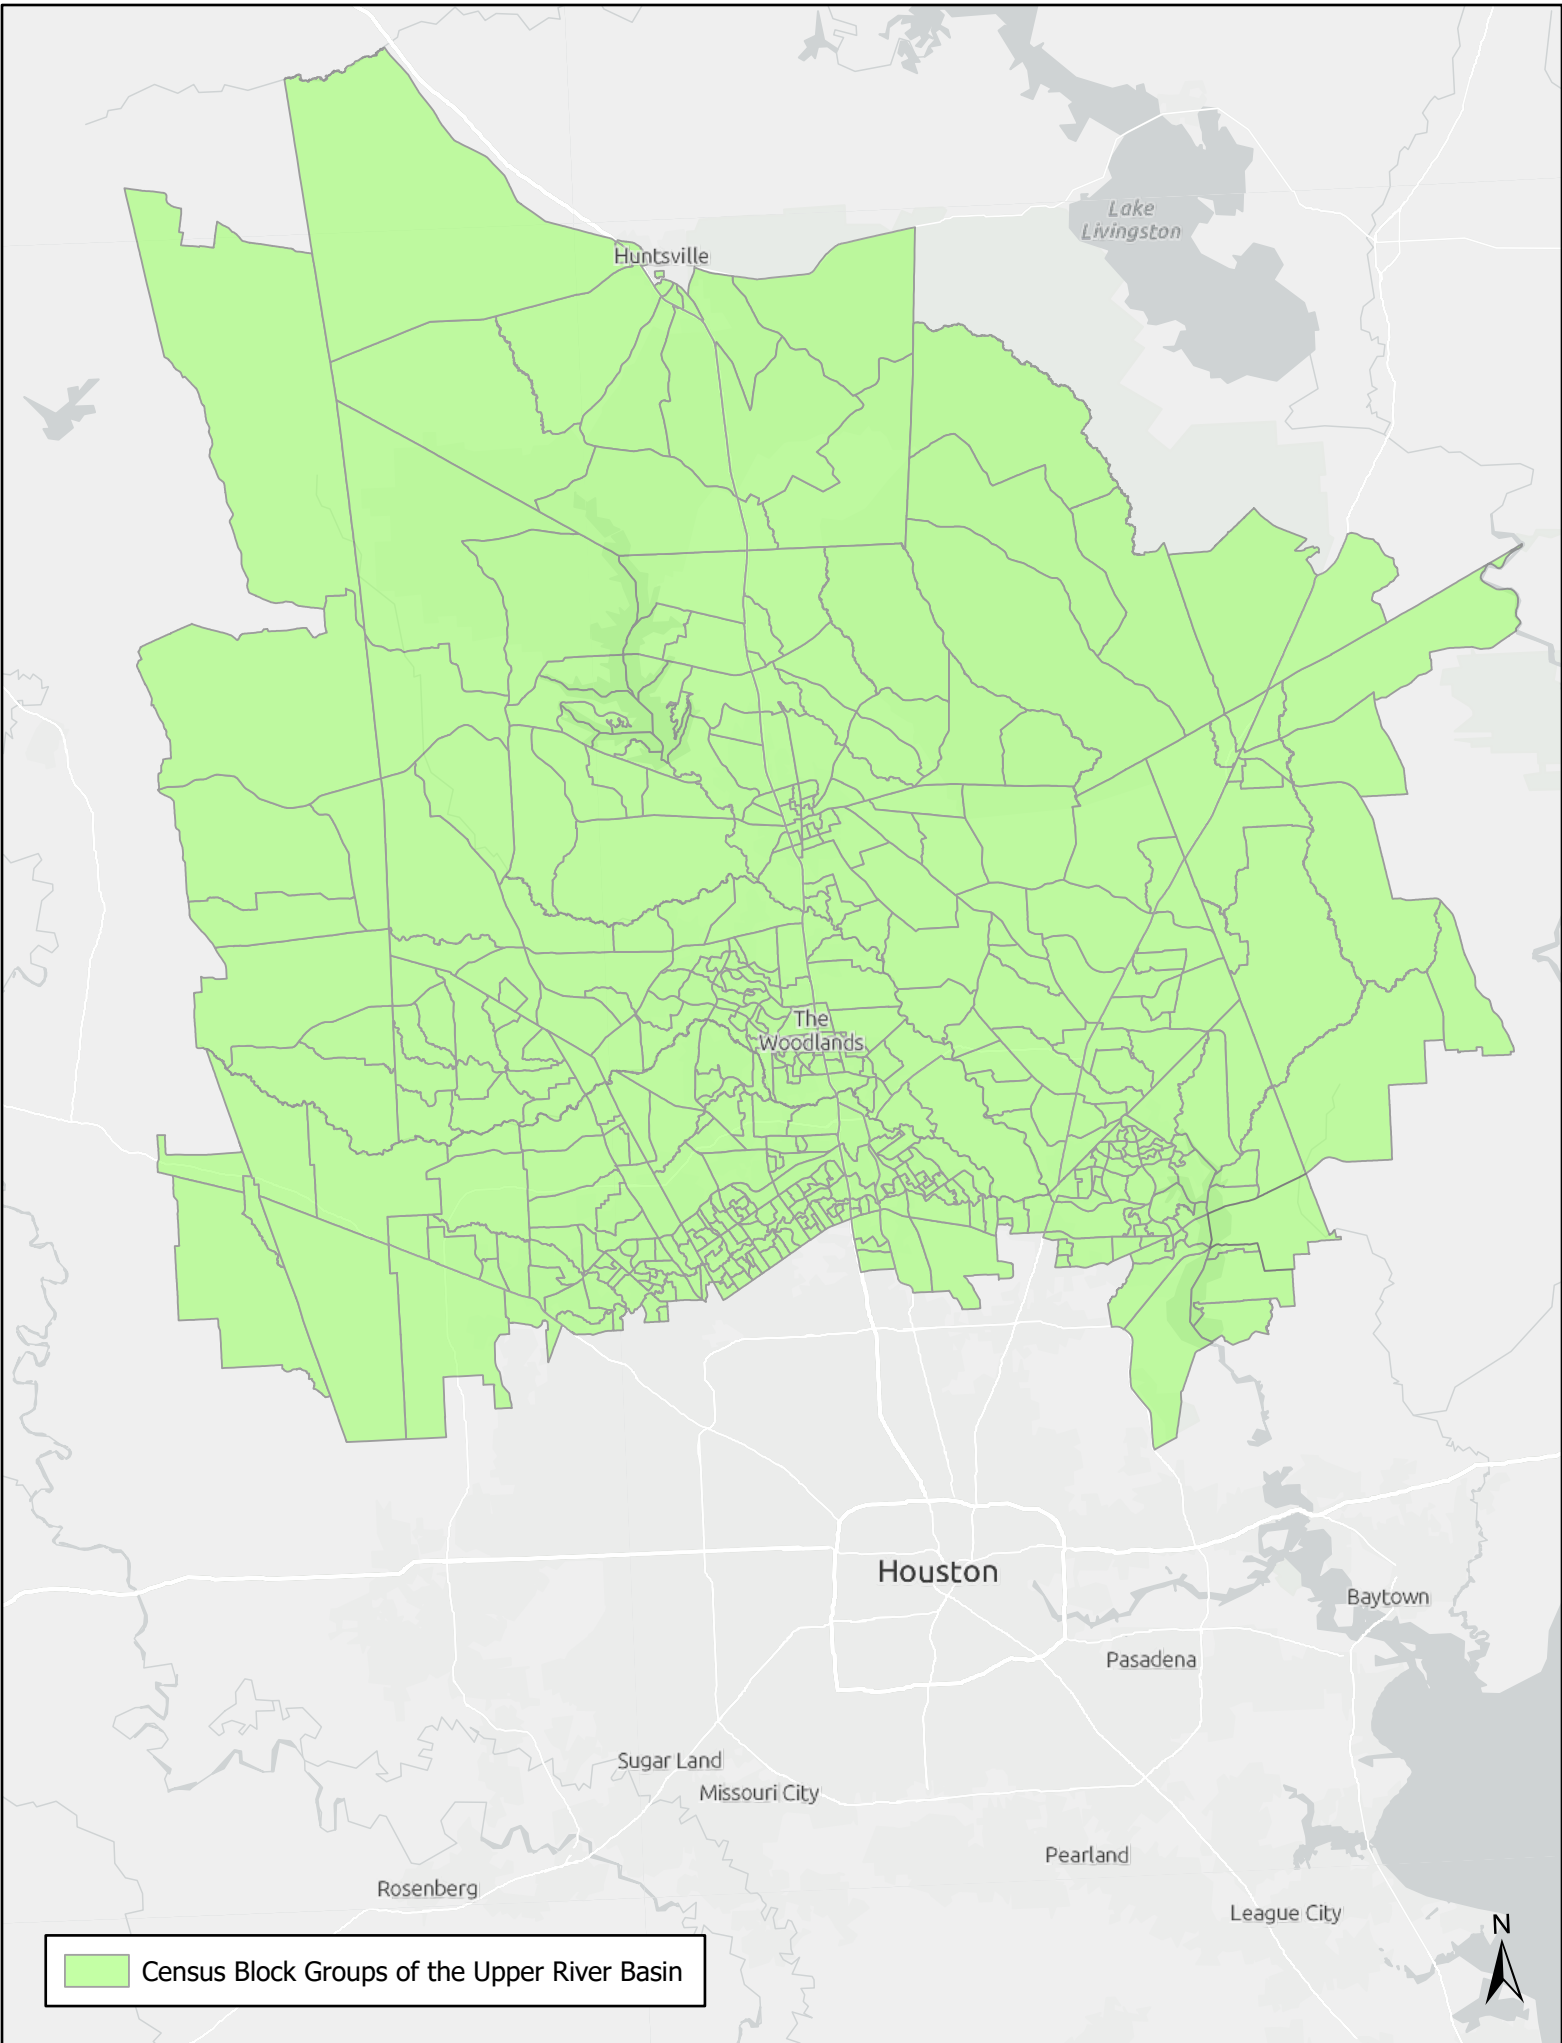 Lake
Livingston
Huntsville
The
Woodlands
Houston
Baytown
Pasadena
Sugar Land
Missouri City
Pearland
Rosenberg
League City
N
Census Block Groups of the Upper River Basin